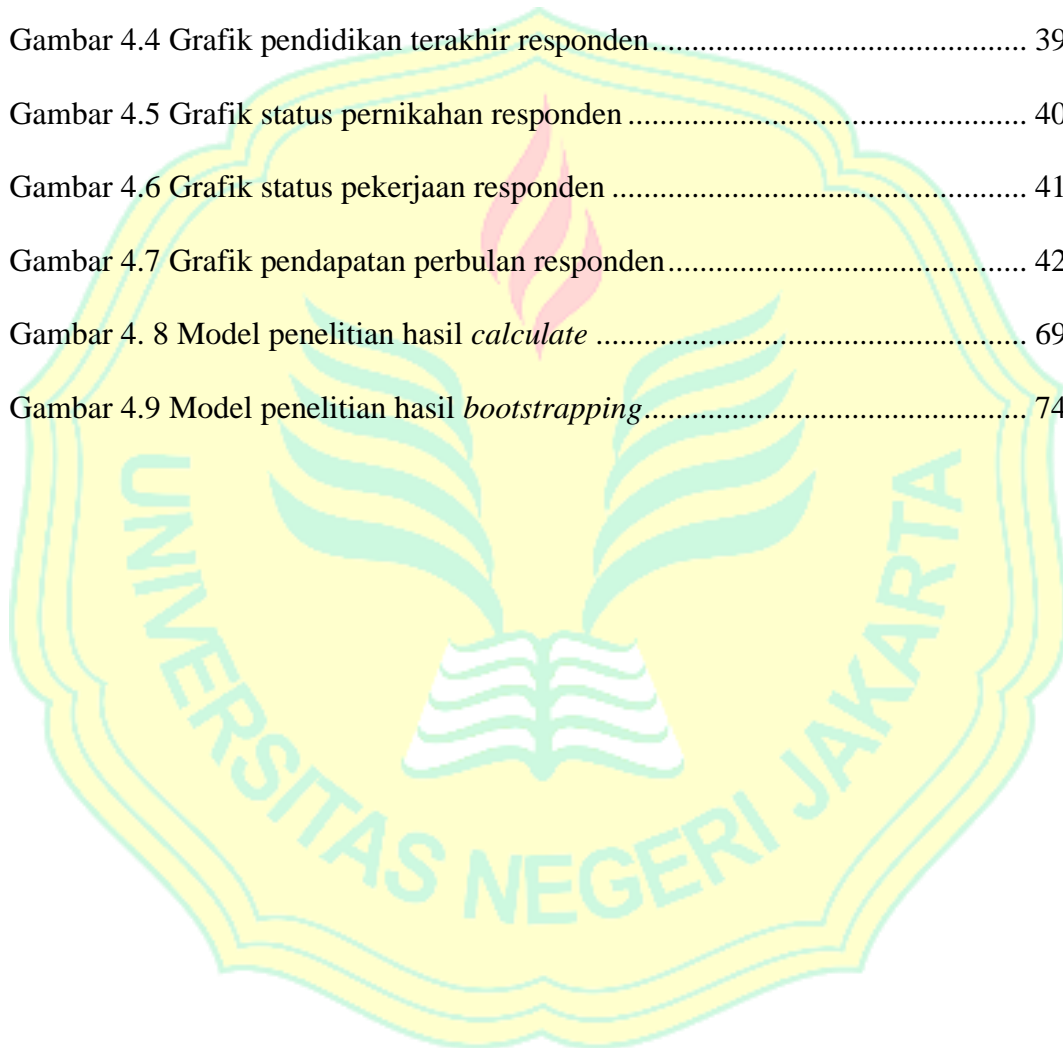 Gambar 4.4 Grafik pendidikan terakhir responden.............................................. 39
Gambar 4.5 Grafik status pernikahan responden ................................................. 40
Gambar 4.6 Grafik status pekerjaan responden ................................................... 41
Gambar 4.7 Grafik pendapatan perbulan responden............................................ 42
Gambar 4. 8 Model penelitian hasil calculate ..................................................... 69
Gambar 4.9 Model penelitian hasil bootstrapping............................................... 74
UNIVERSITAS NEGERI JAKARTA